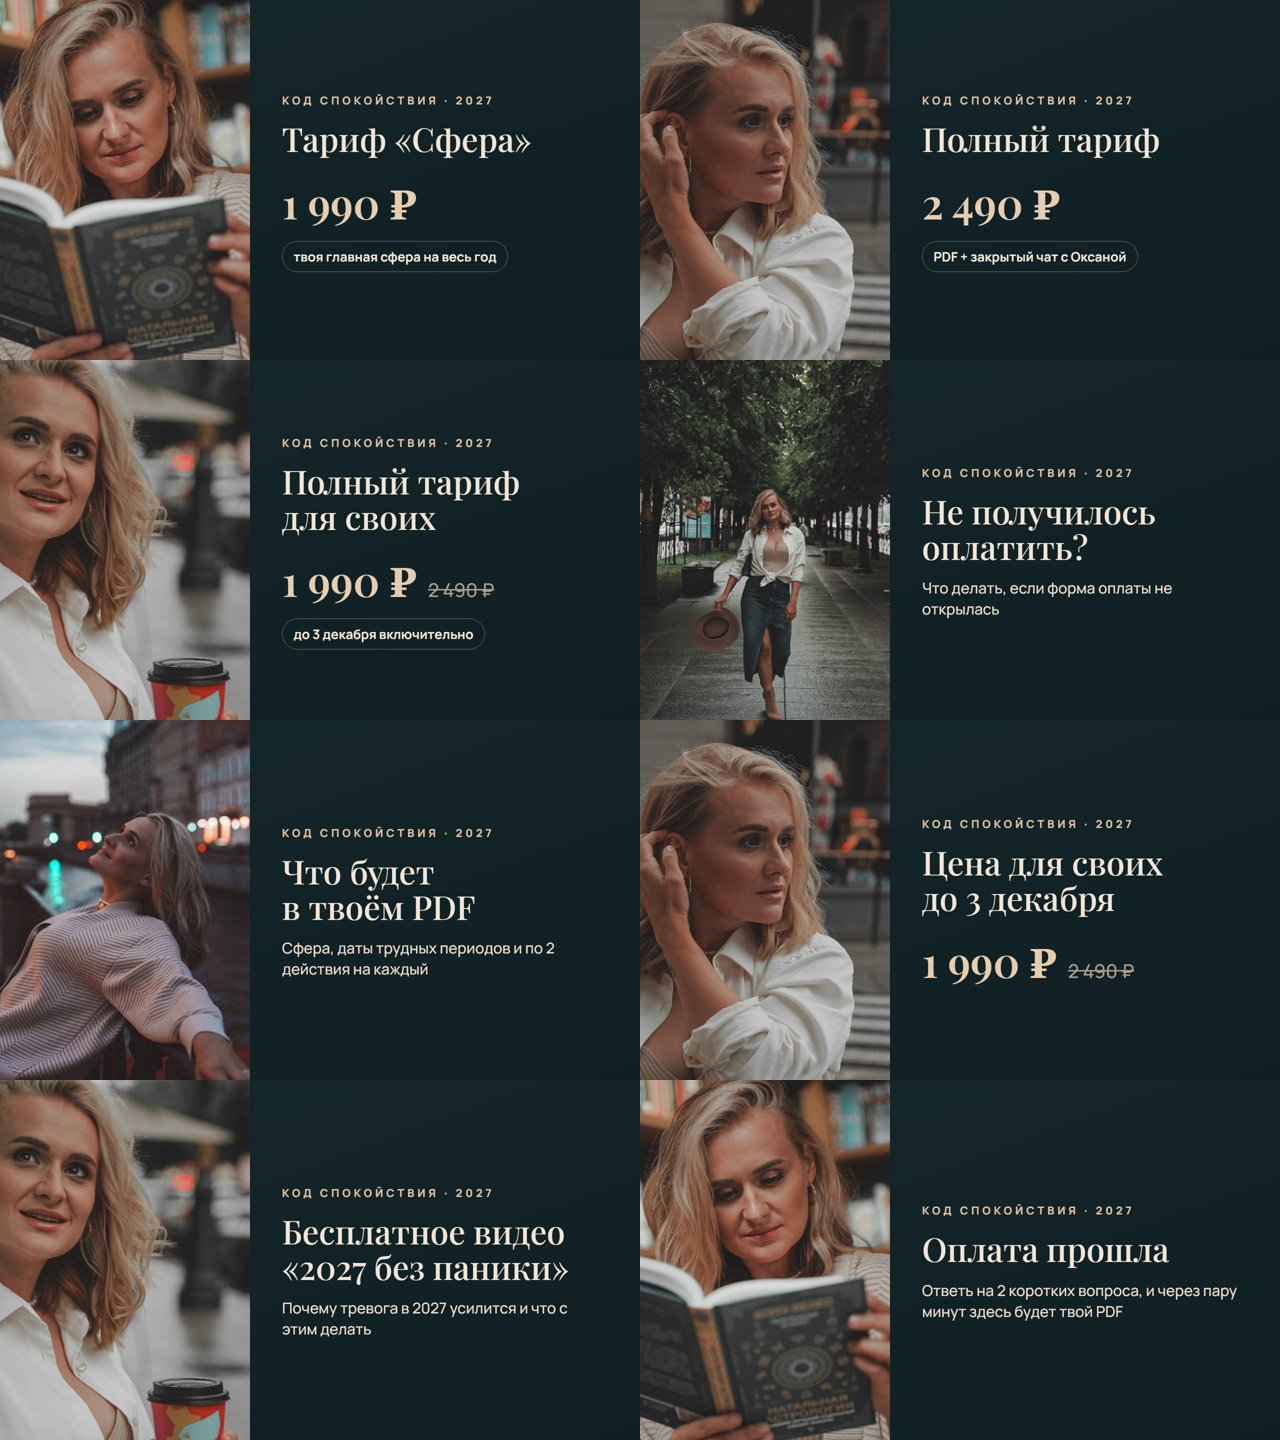 КОД СПОКОЙСТВИЯ · 2027
Тариф «Сфера»
1 990 ₽
твоя главная сфера на весь год
НАТАЛЬНАЯ
АСТРОЛОГИЯ
КОД СПОКОЙСТВИЯ · 2027
Полный тариф
2 490 ₽
PDF + закрытый чат с Оксаной
КОД СПОКОЙСТВИЯ · 2027
Полный тариф
для своих
1 990 ₽ 2 490 ₽
до 3 декабря включительно
КОД СПОКОЙСТВИЯ · 2027
Не получилось
оплатить?
Что делать, если форма оплаты не
открылась
КОД СПОКОЙСТВИЯ · 2027
Что будет
в твоём PDF
Сфера, даты трудных периодов и по 2
действия на каждый
КОД СПОКОЙСТВИЯ · 2027
Цена для своих
до 3 декабря
1 990 ₽ 2 490 ₽
КОД СПОКОЙСТВИЯ · 2027
Бесплатное видео
«2027 без паники»
Почему тревога в 2027 усилится и что с
этим делать
КОД СПОКОЙСТВИЯ · 2027
Оплата прошла
Ответь на 2 коротких вопроса, и через пару
минут здесь будет твой PDF
НАТАЛЬНАЯ
АСТРОЛОГИЯ